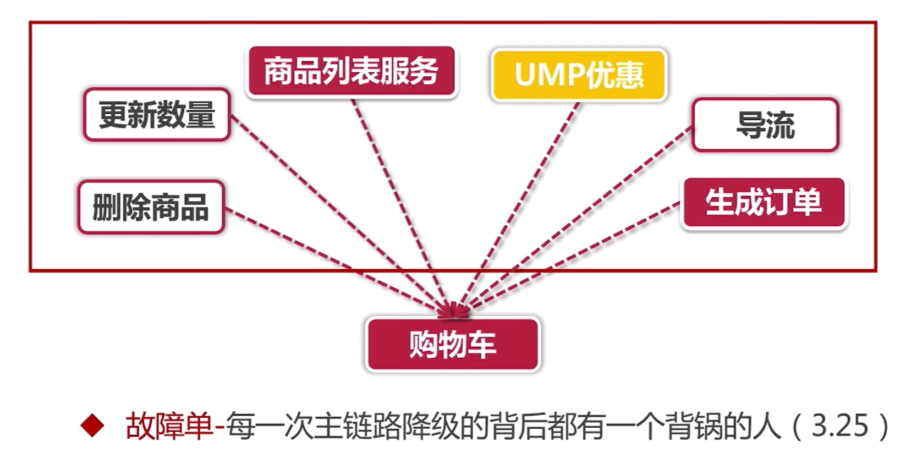 商品列表服务
UMP优惠
更新数量
导流
删除商品
生成订单
购物车
故障单-每一次主链路降级的背后都有一个背锅的人（3.25）